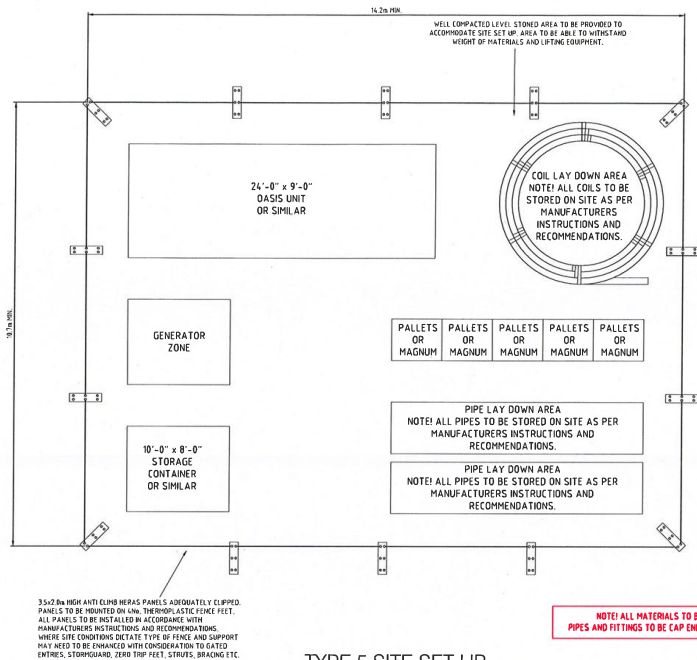 14.2m MIN.
WELL COMPACTED LEVEL STONED AREA TO BE PROVIDED TO
ACCOMMODATE SITE SET UP. AREA TO BE ABLE TO WITHSTAND
WEIGHT OF MATERIALS AND LIFTING EQUIPMENT.
24'-0" x 9'-0"
OASIS UNIT
OR SIMILAR
COIL LAY DOWN AREA
NOTE! ALL COILS TO BE
STORED ON SITE AS PER
MANUFACTURERS
INSTRUCTIONS AND
RECOMMENDATIONS.
10.7m MIN.
GENERATOR
ZONE
PALLETS
OR
MAGNUM
PALLETS
OR
MAGNUM
PALLETS
OR
MAGNUM
PALLETS
OR
MAGNUM
PALLETS
OR
MAGNUM
PIPE LAY DOWN AREA
NOTE! ALL PIPES TO BE STORED ON SITE AS PER
MANUFACTURERS INSTRUCTIONS AND
RECOMMENDATIONS.
10'-0" x 8'-0"
STORAGE
CONTAINER
OR SIMILAR
PIPE LAY DOWN AREA
NOTE! ALL PIPES TO BE STORED ON SITE AS PER
MANUFACTURERS INSTRUCTIONS AND
RECOMMENDATIONS.
3.5x2.0m HIGH ANTI CLIMB HERAS PANELS ADEQUATELY CLIPPED.
PANELS TO BE MOUNTED ON 4No. THERMOPLASTIC FENCE FEET.
ALL PANELS TO BE INSTALLED IN ACCORDANCE WITH
MANUFACTURERS INSTRUCTIONS AND RECOMMENDATIONS.
WHERE SITE CONDITIONS DICTATE TYPE OF FENCE AND SUPPORT
MAY NEED TO BE ENHANCED WITH CONSIDERATION TO GATED
ENTRIES, STORMGUARD, ZERO TRIP FEET, STRUTS, BRACING ETC.
NOTE! ALL MATERIALS TO B
PIPES AND FITTINGS TO BE CAP EN
TYPE 5 SITE SET UP